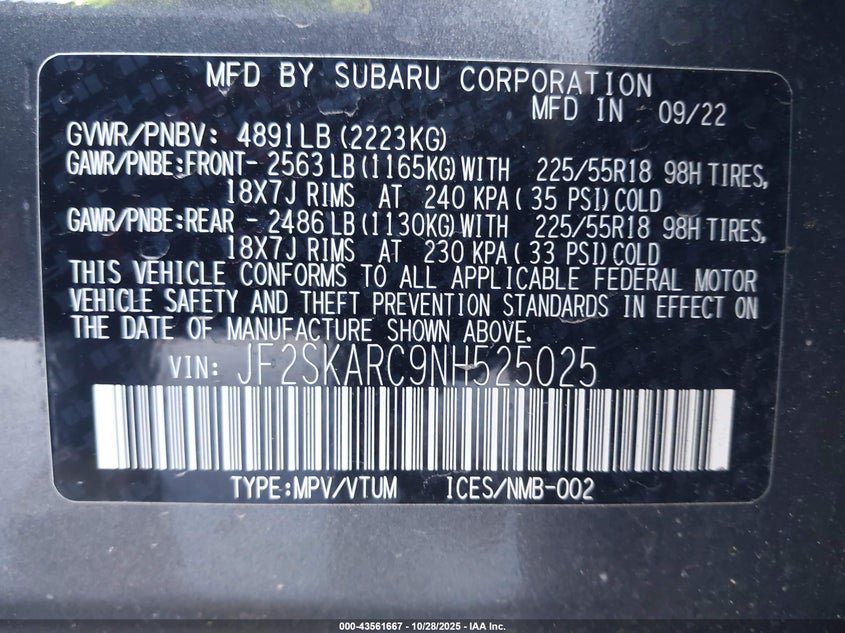 MFD BY SUBARU CORPORATION
MFD IN 09/22
GVWR/PNBV: 4891LB (2223KG)
GAWR/PNBE:FRONT- 2563 LB (1165KG) WITH 225/55R18 98H TIRES,
18X7J RIMS AT 240 KPA ( 35 PSI) COLD
GAWR/PNBE:REAR - 2486 LB (1130KG) WITH 225/55R18 98H TIRES,
18X7J RIMS AT 230 KPA ( 33 PSI) COLD
THIS VEHICLE CONFORMS TO ALL APPLICABLE FEDERAL MOTOR
VEHICLE SAFETY AND THEFT PREVENTION STANDARDS IN EFFECT ON
THE DATE OF MANUFACTURE SHOWN ABOVE.
VIN: JF2SKARC9NH525025
TYPE:MPV/VTUM ICES/NMB-002
000-43561667 | 10/28/2025 - IAA Inc.